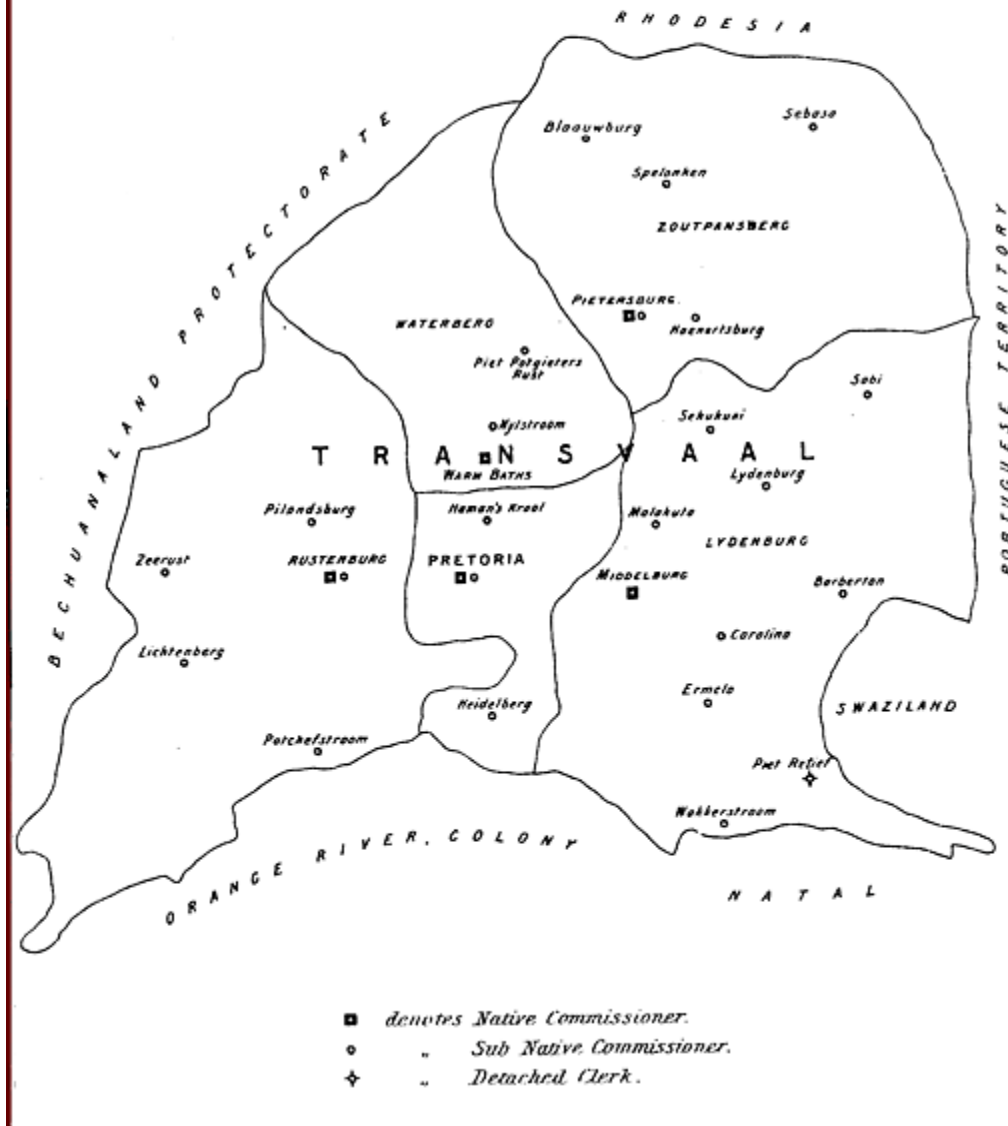 RHODESIA
BECHUANALAND PROTECTORATE
PORTUGUESE TERRITORY
Blaauwburg
Sebasa
Spelonken
ZOUTPANSBERG
PIETERSBURG.
Haenertsburg
WATERBERG
Piet Potgieters
Rust
Sabi
Nylstroom
Sekukuni
TRANSVAAL
WARM BATHS
Lydenburg
Pilandsburg
Haman's Kraal
Malakuta
LYDENBURG
Zeerust
RUSTENBURG
PRETORIA
MIDDELBURG
Barberton
Lichtenberg
Carolina
Ermelo
Heidelberg
SWAZILAND
Potchefstroom
Piet Retief
Wakkerstroom
ORANGE RIVER, COLONY
NATAL
denotes Native Commissioner.
„ Sub Native Commissioner.
„ Detached Clerk.